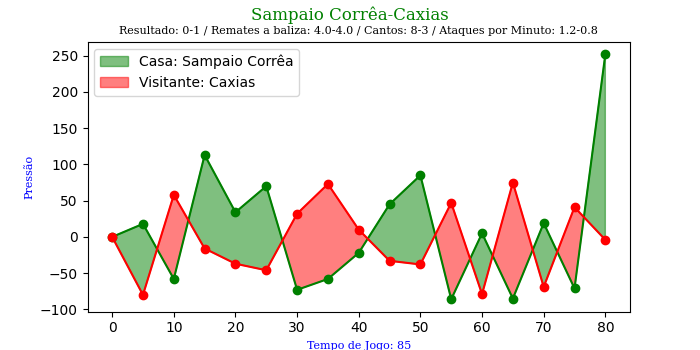 Sampaio Corrêa-Caxias
Resultado: 0-1 / Remates a baliza: 4.0-4.0 / Cantos: 8-3 / Ataques por Minuto: 1.2-0.8
Casa: Sampaio Corrêa
Visitante: Caxias
Pressão
250
200
150
100
50
0
−50
−100
0 10 20 30 40 50 60 70 80
Tempo de Jogo: 85